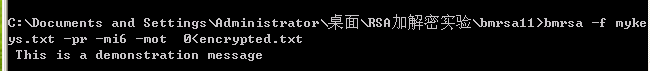 C:\Documents and Settings\Administrator\桌面\RSA加解密实验\bmrsa11>bmrsa -f myke
ys.txt -pr -mi6 -mot  0<encrypted.txt
 This is a demonstration message